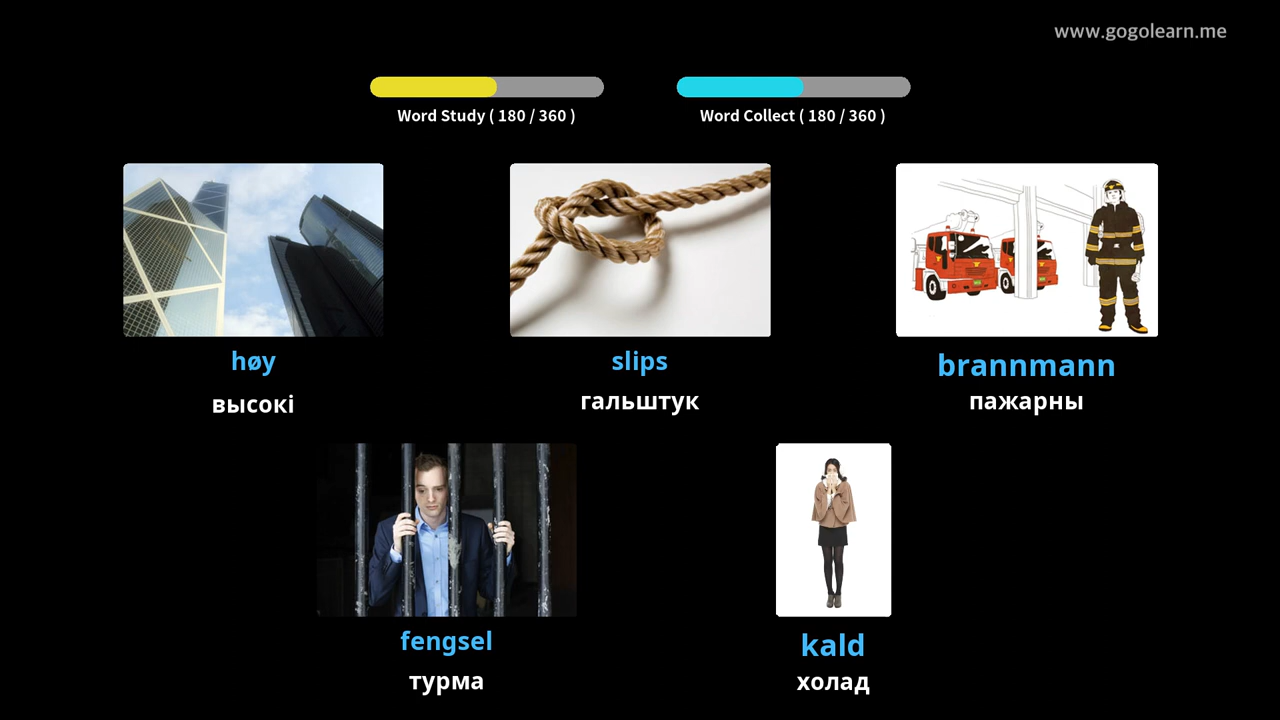 www.gogolearn.me
Word Study ( 180 / 360 )
Word Collect ( 180 / 360 )
høy
slips
brannmann
высокі
гальштук
пажарны
fengsel
kald
турма
холад